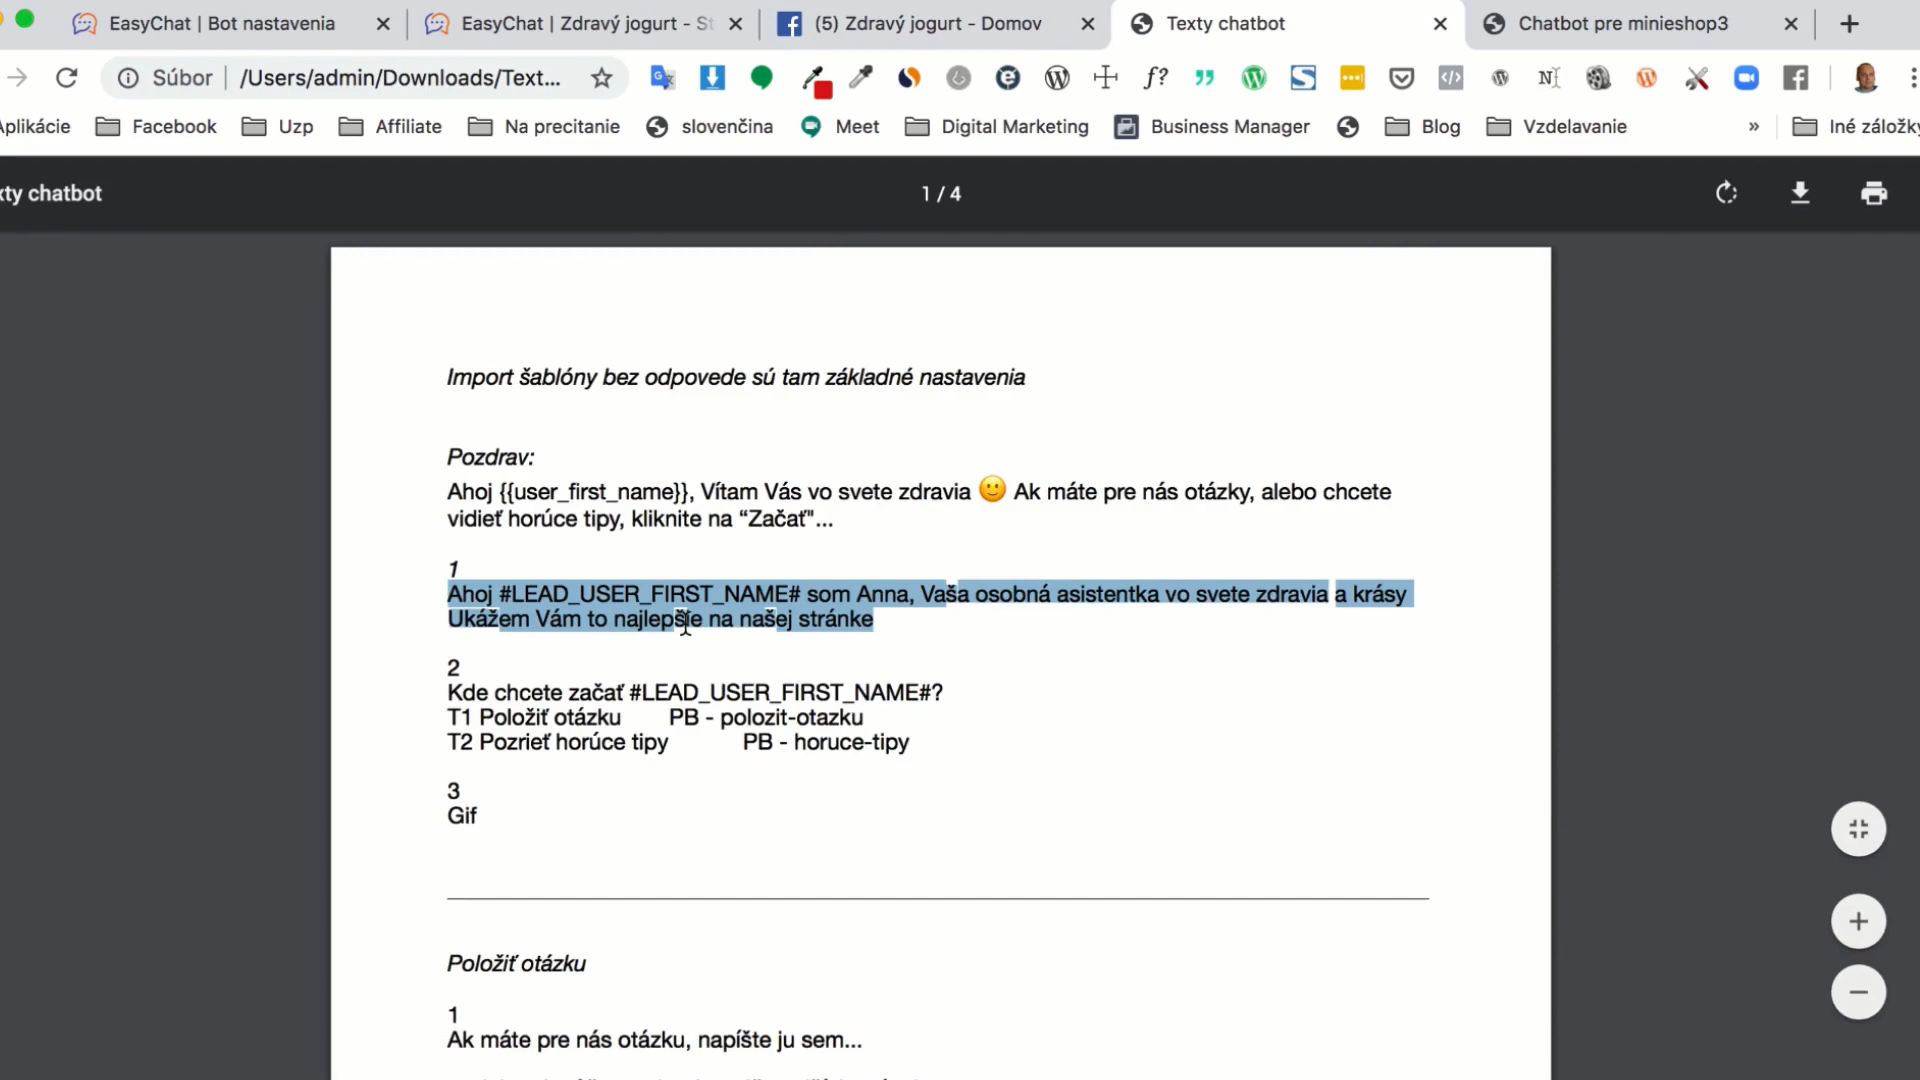 EasyChat | Bot nastavenia
EasyChat | Zdravý jogurt - St
(5) Zdravý jogurt - Domov
Texty chatbot
Chatbot pre minieshop3
Súbor
/Users/admin/Downloads/Text...
plikácie
Facebook
Uzp
Affiliate
Na precitanie
slovenčina
Meet
Digital Marketing
Business Manager
Blog
Vzdelavanie
»
Iné záložky
xty chatbot
1 / 4
Import šablóny bez odpovede sú tam základné nastavenia
Pozdrav:
Ahoj {{user_first_name}}, Vítam Vás vo svete zdravia 🙂 Ak máte pre nás otázky, alebo chcete
vidieť horúce tipy, kliknite na “Začať"...
1
Ahoj #LEAD_USER_FIRST_NAME# som Anna, Vaša osobná asistentka vo svete zdravia a krásy
Ukážem Vám to najlepšie na našej stránke
2
Kde chcete začať #LEAD_USER_FIRST_NAME#?
T1 Položiť otázku PB - polozit-otazku
T2 Pozrieť horúce tipy PB - horuce-tipy
3
Gif
Položiť otázku
1
Ak máte pre nás otázku, napíšte ju sem...